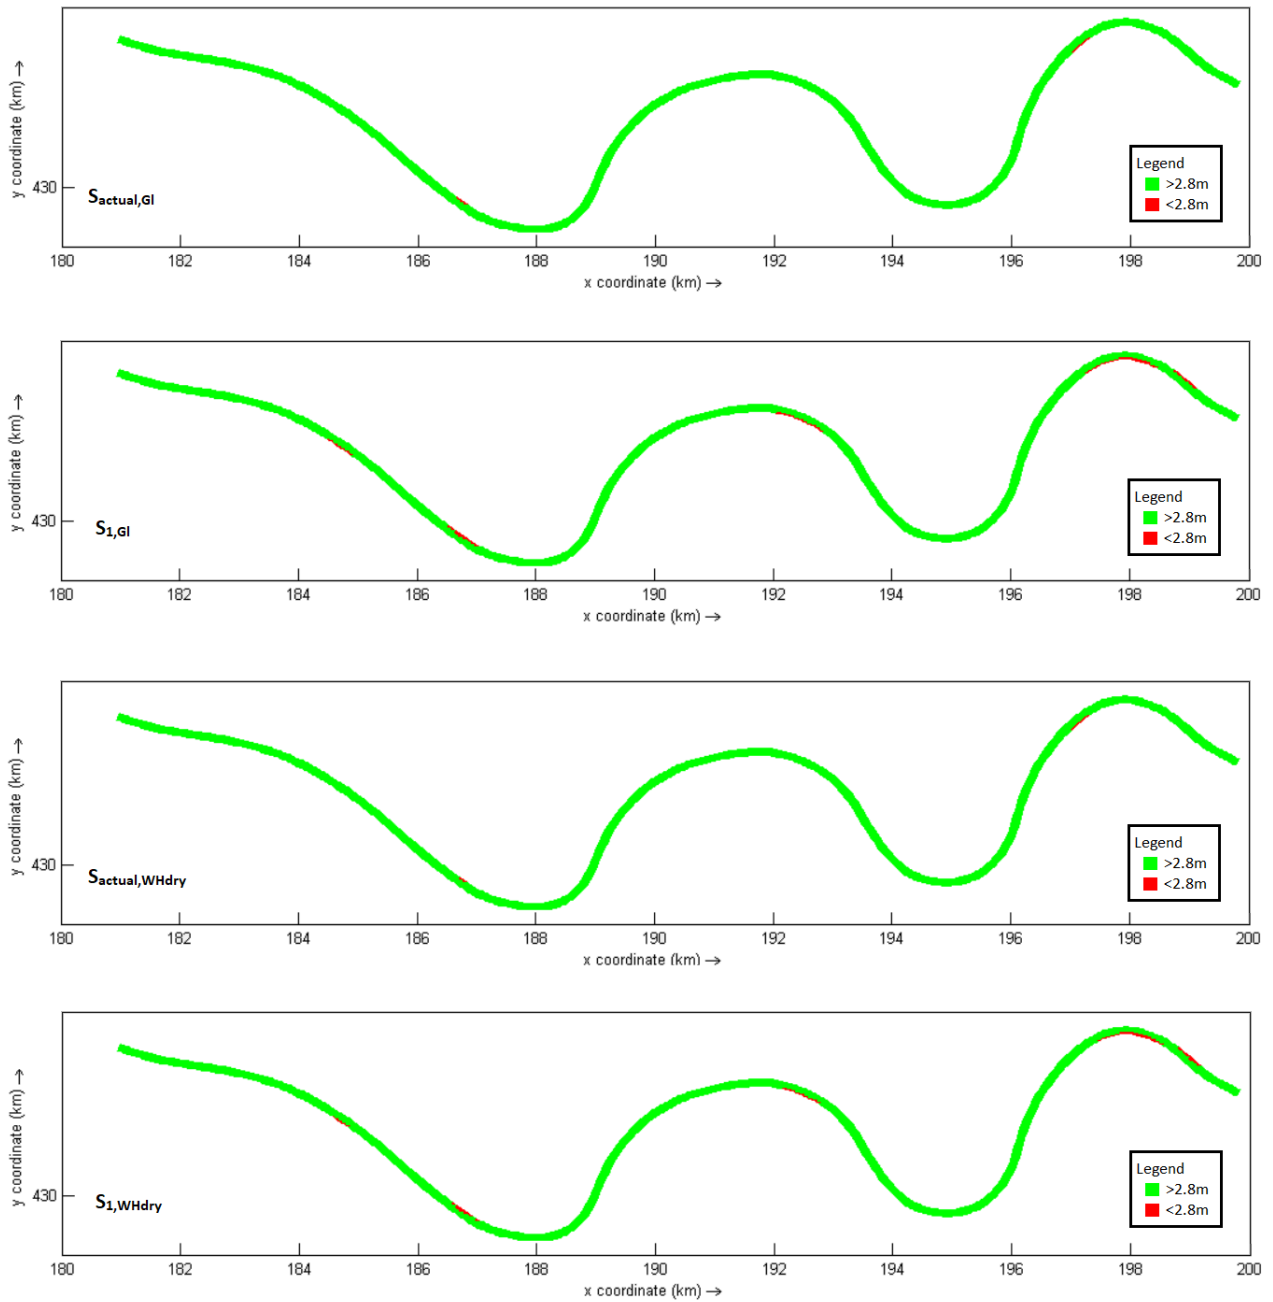 y coordinate (km) →
430
S actual,Gl
Legend
>2.8m
<2.8m
180 182 184 186 188 190 192 194 196 198 200
x coordinate (km) →
y coordinate (km) →
430
S1,Gl
Legend
>2.8m
<2.8m
180 182 184 186 188 190 192 194 196 198 200
x coordinate (km) →
y coordinate (km) →
430
S actual,WHdry
Legend
>2.8m
<2.8m
180 182 184 186 188 190 192 194 196 198 200
x coordinate (km) →
y coordinate (km) →
430
S1,WHdry
Legend
>2.8m
<2.8m
180 182 184 186 188 190 192 194 196 198 200
x coordinate (km) →